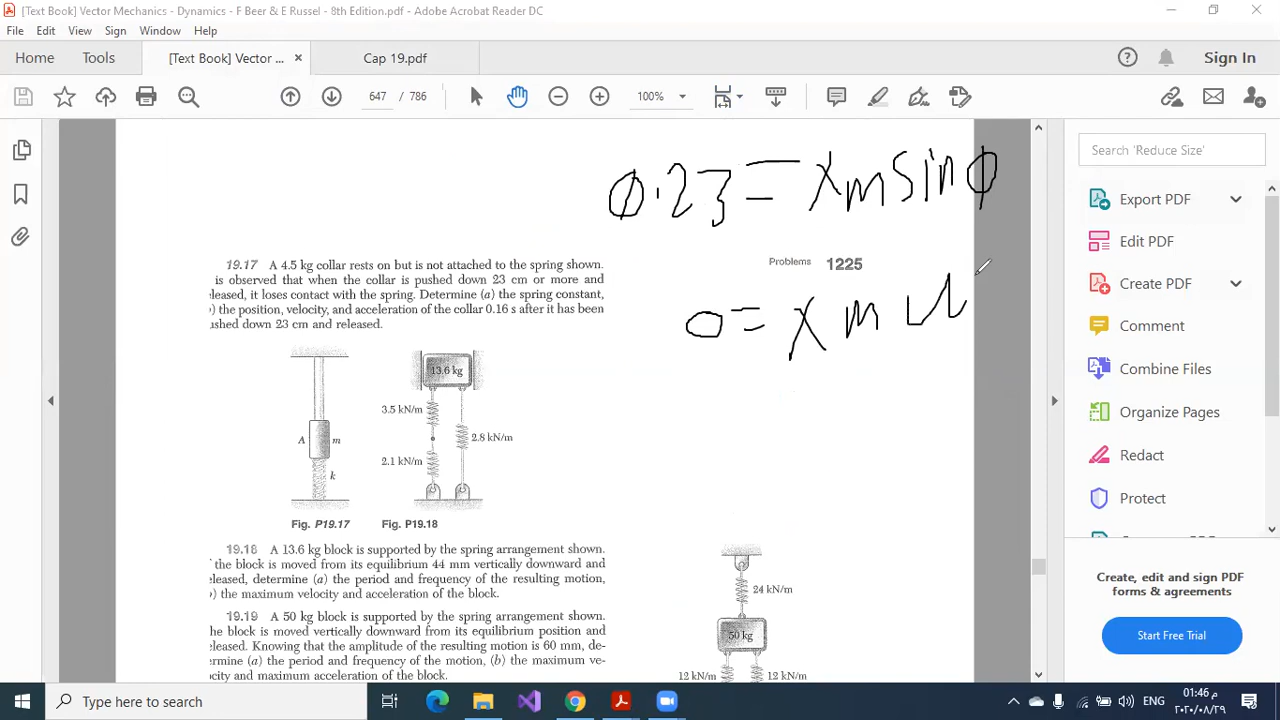 [Text Book] Vector Mechanics - Dynamics - F Beer & E Russel - 8th Edition.pdf - Adobe Acrobat Reader DC
File Edit View Sign Window Help
Home Tools [Text Book] Vector ... × Cap 19.pdf Sign In
647 / 786 100%
0.23 = xm sin φ
Problems 1225
0 = xm
19.17 A 4.5 kg collar rests on but is not attached to the spring shown.
is observed that when the collar is pushed down 23 cm or more and
eleased, it loses contact with the spring. Determine (a) the spring constant,
) the position, velocity, and acceleration of the collar 0.16 s after it has been
ushed down 23 cm and released.
13.6 kg
3.5 kN/m
2.8 kN/m
A m
2.1 kN/m
k
Fig. P19.17 Fig. P19.18
19.18 A 13.6 kg block is supported by the spring arrangement shown.
the block is moved from its equilibrium 44 mm vertically downward and
eleased, determine (a) the period and frequency of the resulting motion,
) the maximum velocity and acceleration of the block.
24 kN/m
50 kg
12 kN/m 12 kN/m
19.19 A 50 kg block is supported by the spring arrangement shown.
he block is moved vertically downward from its equilibrium position and
eleased. Knowing that the amplitude of the resulting motion is 60 mm, de-
ermine (a) the period and frequency of the motion, (b) the maximum ve-
ocity and maximum acceleration of the block.
Search 'Reduce Size'
Export PDF
Edit PDF
Create PDF
Comment
Combine Files
Organize Pages
Redact
Protect
Create, edit and sign PDF
forms & agreements
Start Free Trial
Type here to search
ENG
01:46 م
٢٠٢٠/٠٨/٢٩